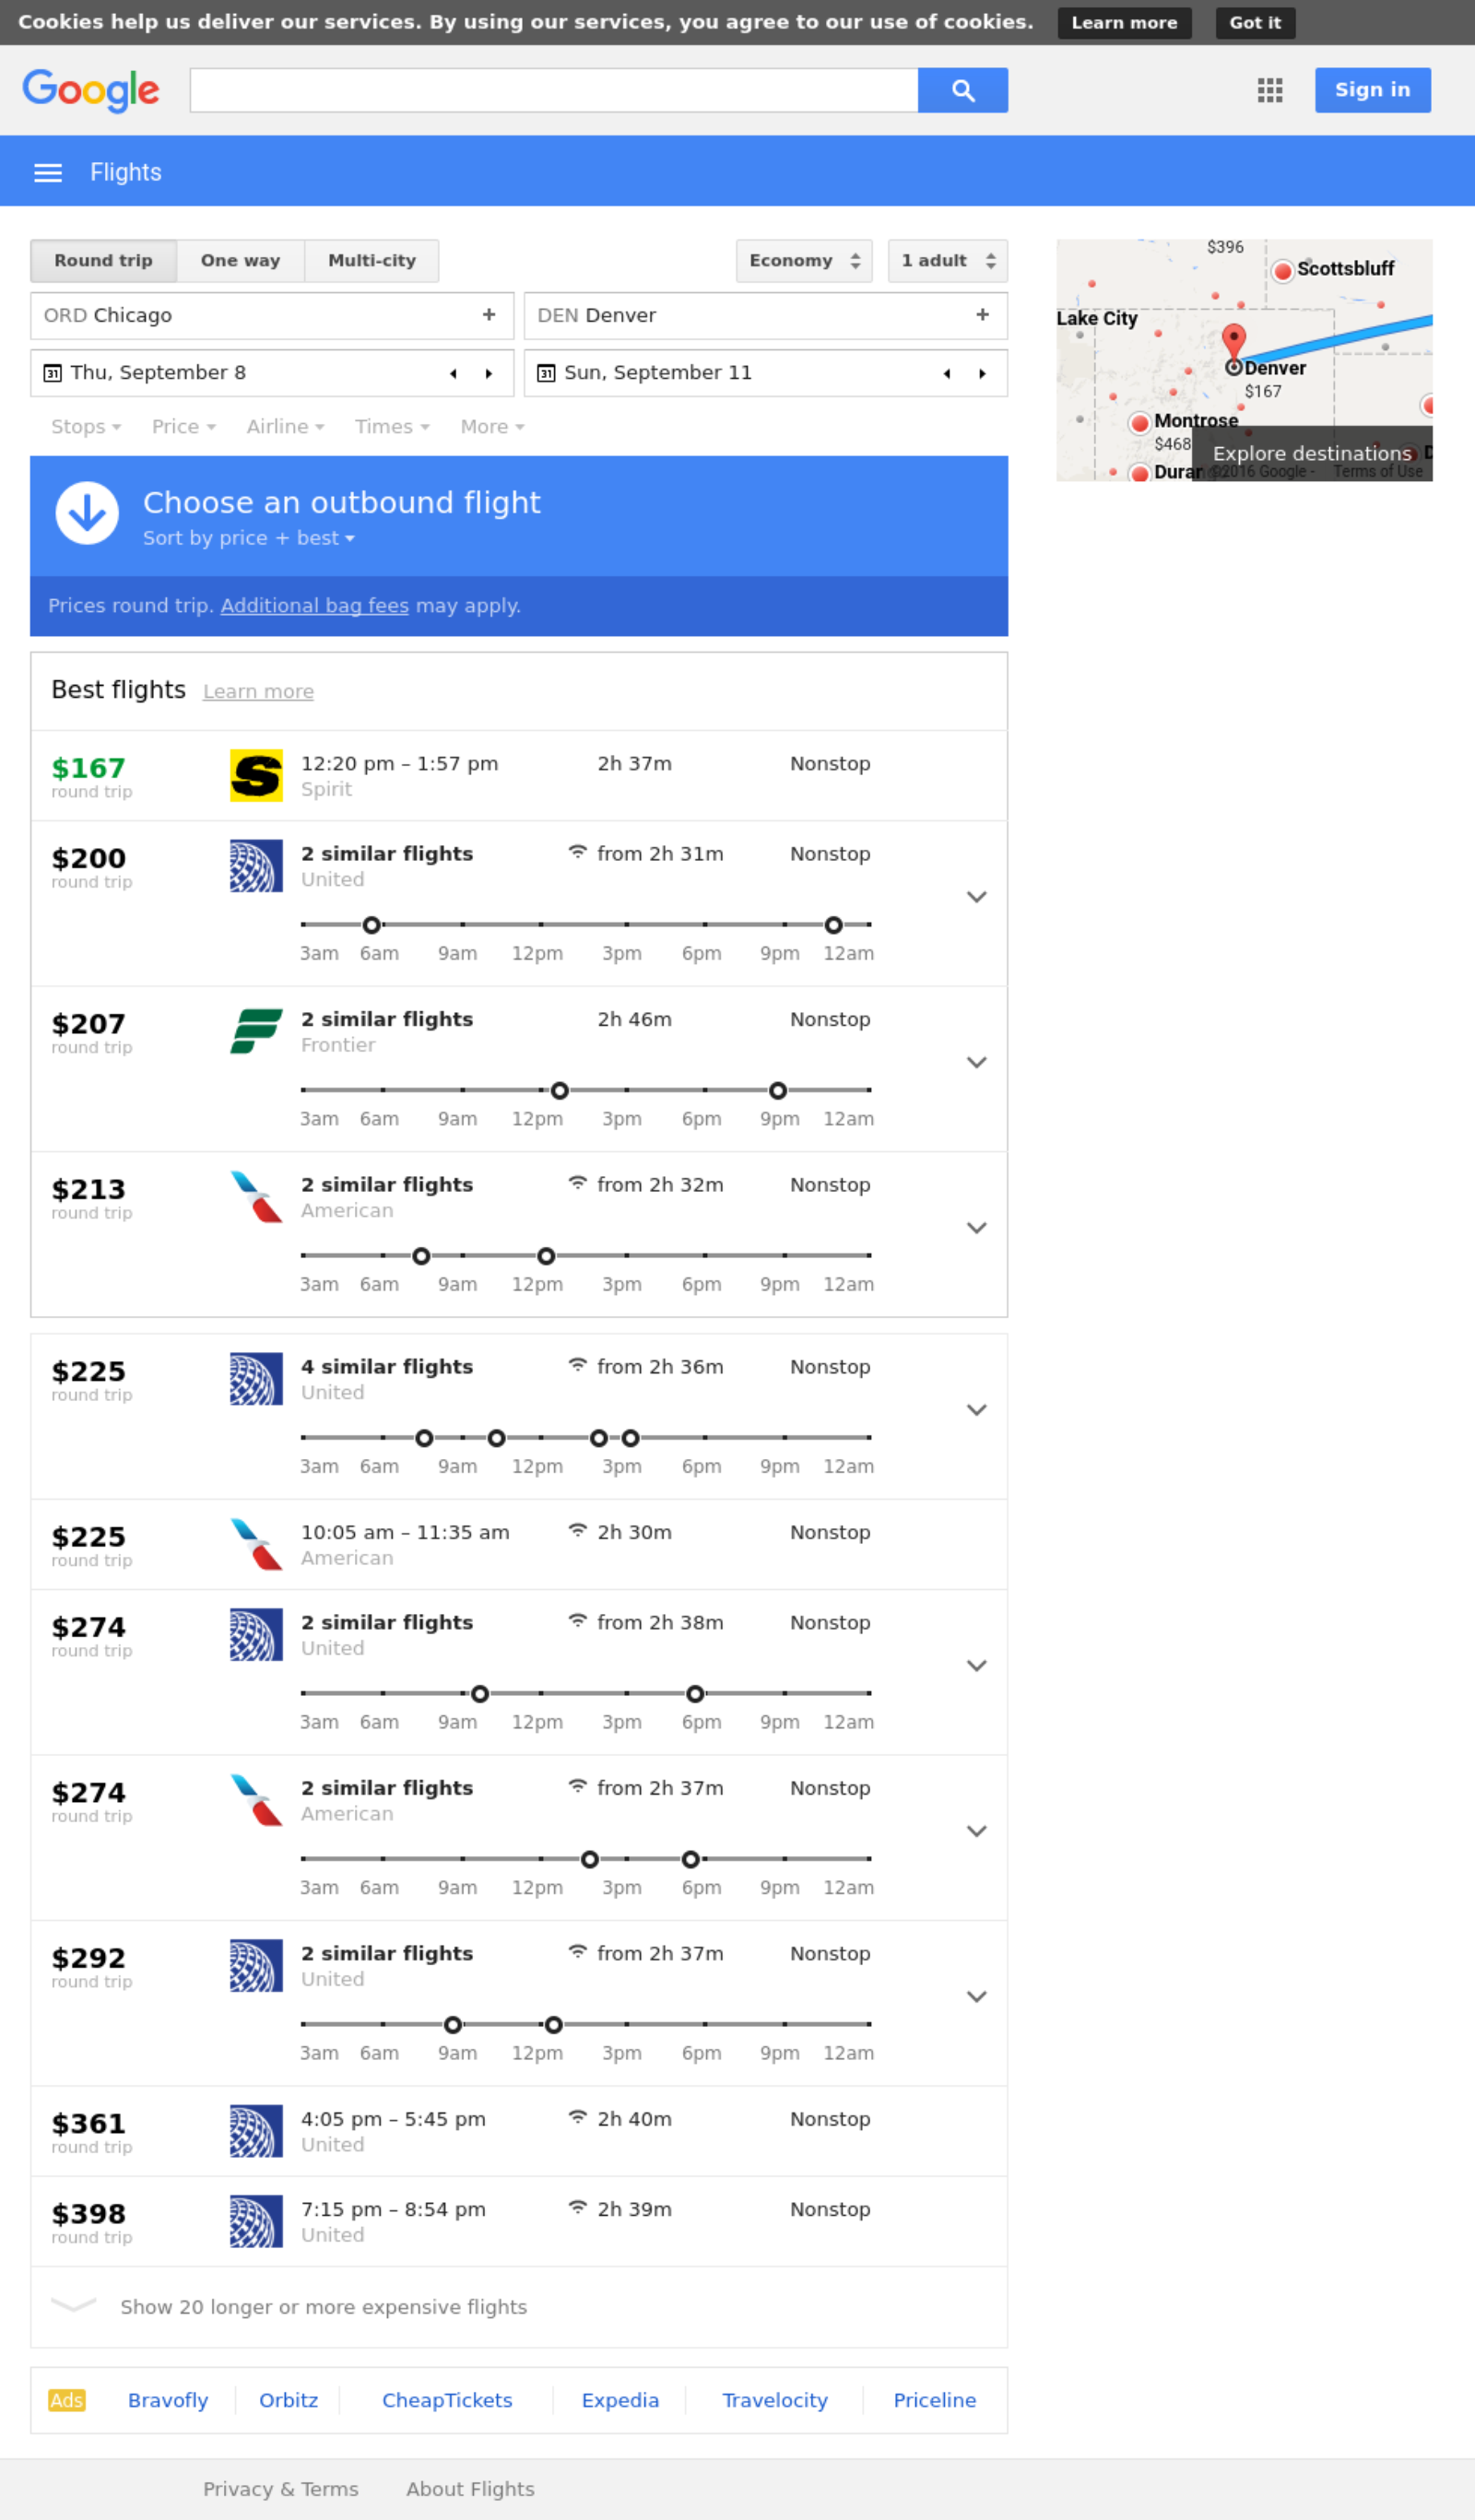 Cookies help us deliver our services. By using our services, you agree to our use of cookies. Learn more Got it
Google Sign in
Flights
Round trip One way Multi-city Economy 1 adult
ORD Chicago + DEN Denver +
31 Thu, September 8 31 Sun, September 11
Stops Price Airline Times More
$396
Scottsbluff
Lake City
Denver
$167
Montrose
$468
Explore destinations D
Duran ©2016 Google - Terms of Use
Choose an outbound flight
Sort by price + best
Prices round trip. Additional bag fees may apply.
Best flights Learn more
$167 12:20 pm – 1:57 pm 2h 37m Nonstop
round trip Spirit
$200 2 similar flights from 2h 31m Nonstop
round trip United
3am 6am 9am 12pm 3pm 6pm 9pm 12am
$207 2 similar flights 2h 46m Nonstop
round trip Frontier
3am 6am 9am 12pm 3pm 6pm 9pm 12am
$213 2 similar flights from 2h 32m Nonstop
round trip American
3am 6am 9am 12pm 3pm 6pm 9pm 12am
$225 4 similar flights from 2h 36m Nonstop
round trip United
3am 6am 9am 12pm 3pm 6pm 9pm 12am
$225 10:05 am – 11:35 am 2h 30m Nonstop
round trip American
$274 2 similar flights from 2h 38m Nonstop
round trip United
3am 6am 9am 12pm 3pm 6pm 9pm 12am
$274 2 similar flights from 2h 37m Nonstop
round trip American
3am 6am 9am 12pm 3pm 6pm 9pm 12am
$292 2 similar flights from 2h 37m Nonstop
round trip United
3am 6am 9am 12pm 3pm 6pm 9pm 12am
$361 4:05 pm – 5:45 pm 2h 40m Nonstop
round trip United
$398 7:15 pm – 8:54 pm 2h 39m Nonstop
round trip United
Show 20 longer or more expensive flights
Ads Bravofly Orbitz CheapTickets Expedia Travelocity Priceline
Privacy & Terms About Flights